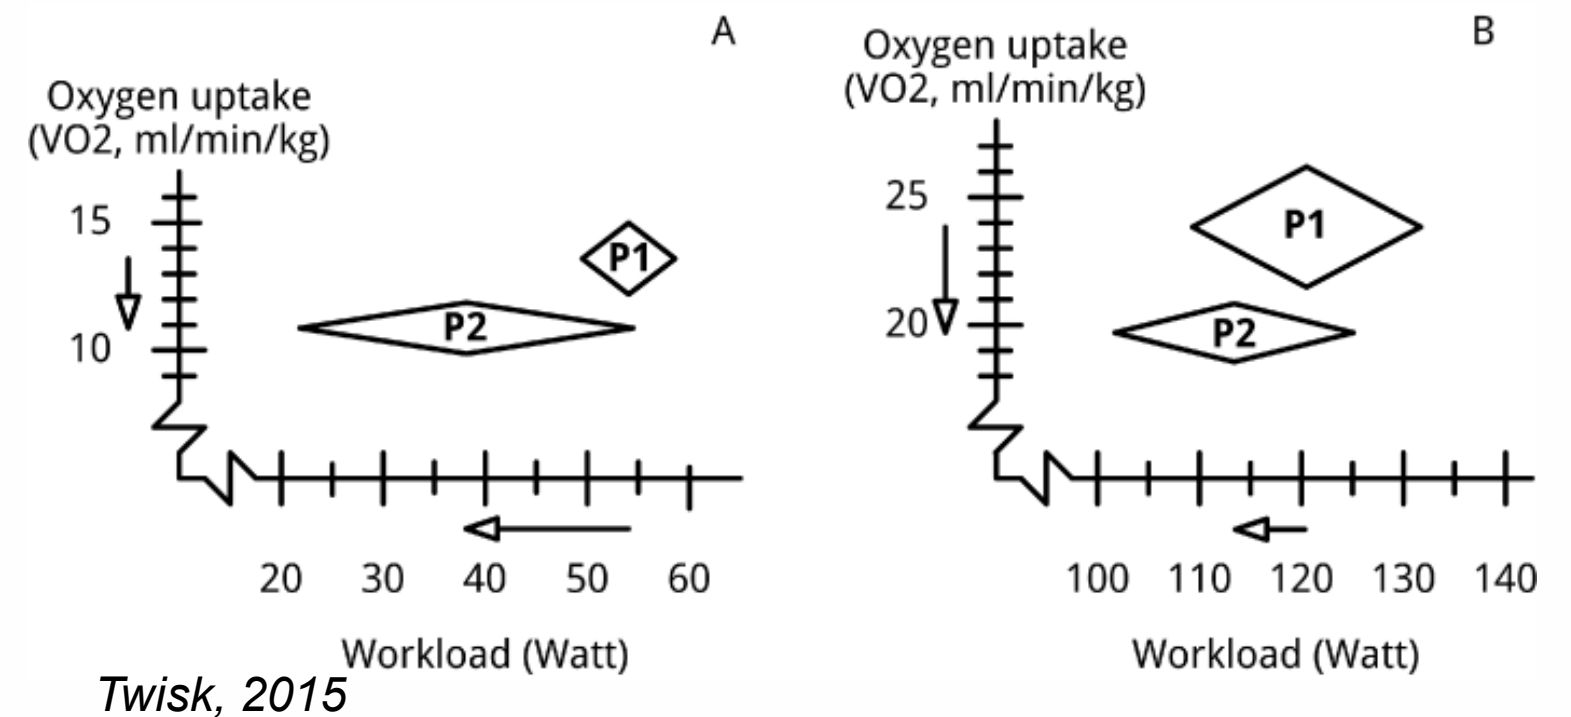 A
Oxygen uptake
(VO2, ml/min/kg)
15
10
P1
P2
20 30 40 50 60
Workload (Watt)
B
Oxygen uptake
(VO2, ml/min/kg)
25
20
P1
P2
100 110 120 130 140
Workload (Watt)
Twisk, 2015